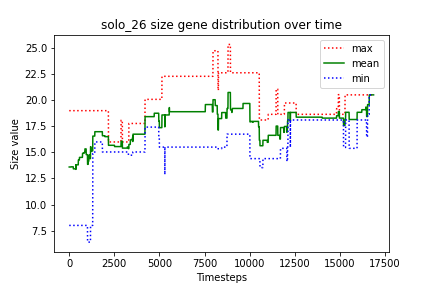 solo_26 size gene distribution over time
max
mean
min
25.0
22.5
20.0
17.5
15.0
12.5
10.0
7.5
Size value
0 2500 5000 7500 10000 12500 15000 17500
Timesteps